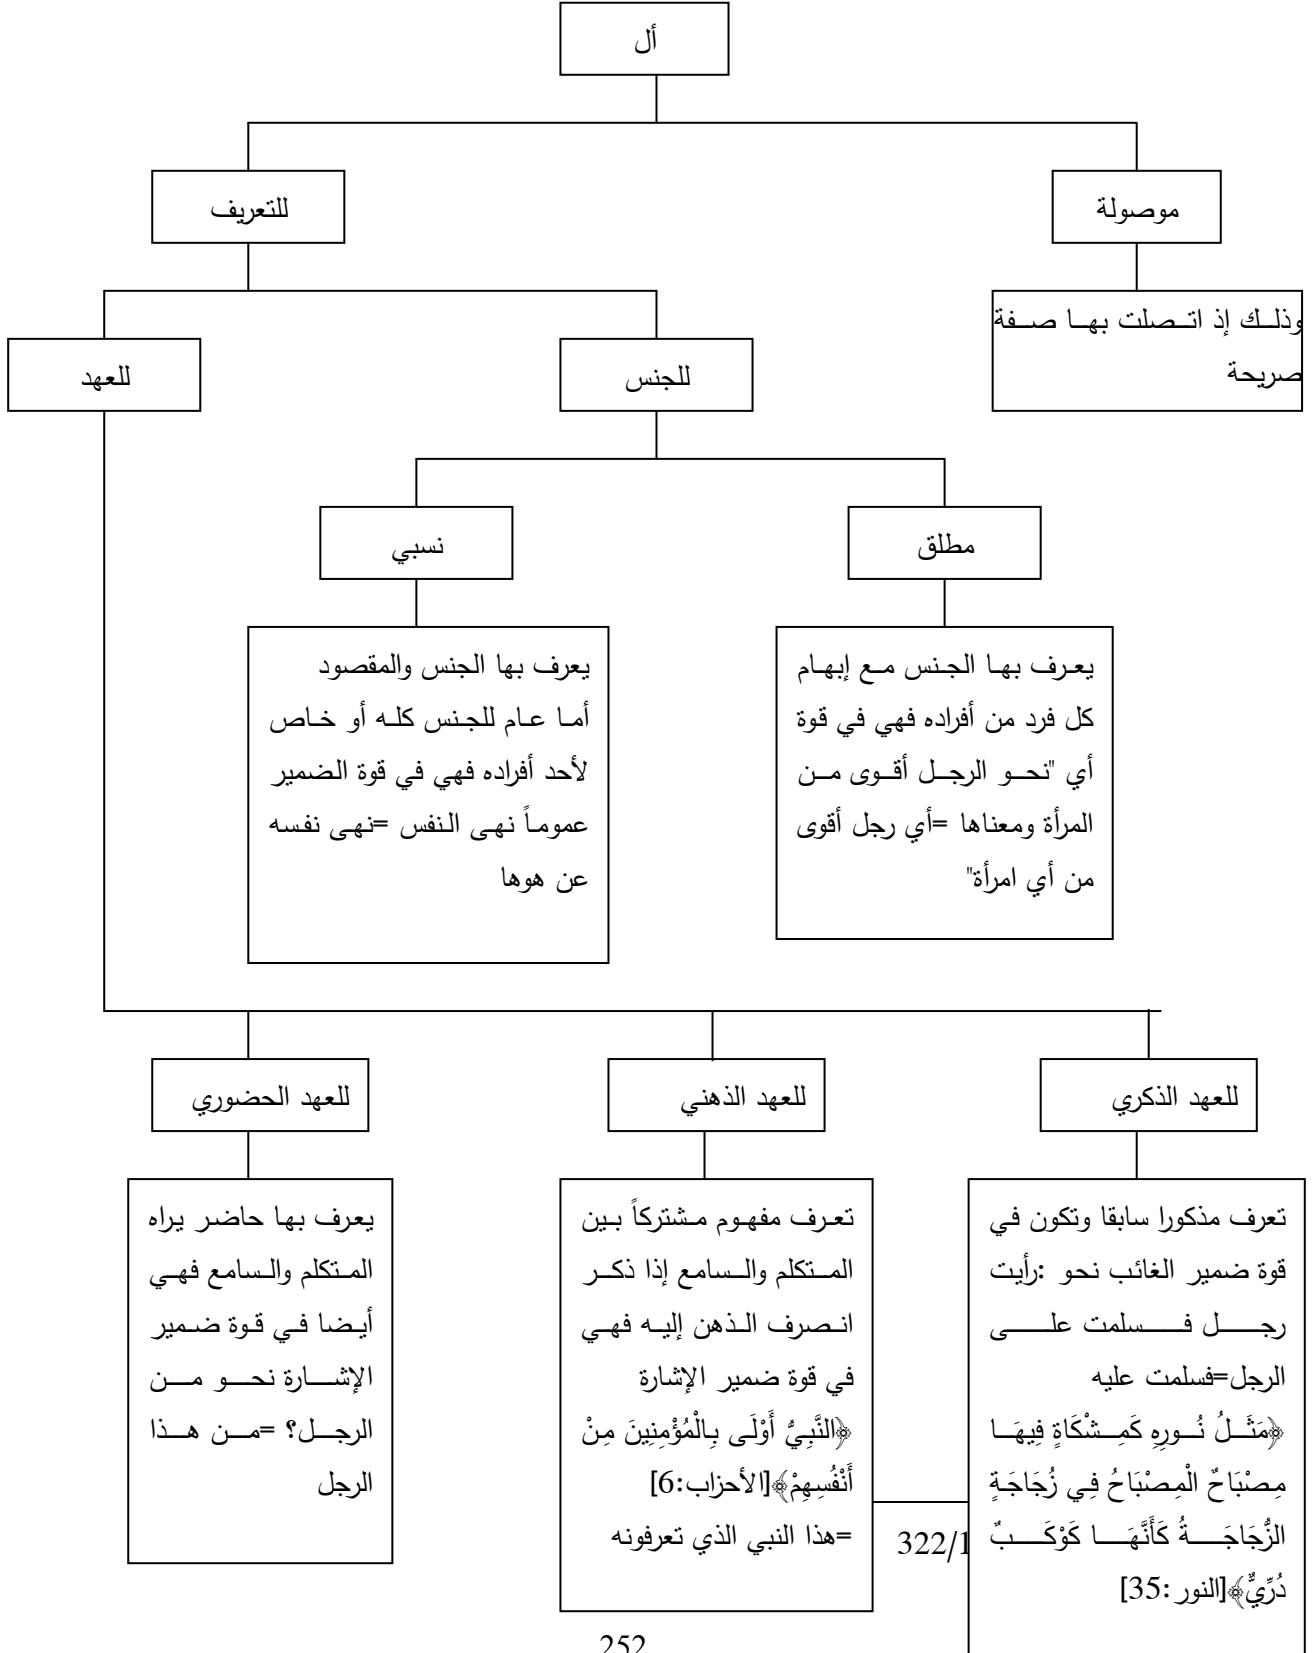 أل
موصولة
للتعريف
وذلك إذ اتصلت بها صفة
صريحة
للجنس
للعهد
مطلق
نسبي
يعرف بها الجنس مع إبهام
كل فرد من أفراده فهي في قوة
أي "نحو الرجل أقوى من
المرأة ومعناها =أي رجل أقوى
من أي امرأة"
يعرف بها الجنس والمقصود
أما عام للجنس كله أو خاص
لأحد أفراده فهي في قوة الضمير
عموماً نهى النفس =نهى نفسه
عن هوها
للعهد الذكري
للعهد الذهني
للعهد الحضوري
تعرف مذكورا سابقا وتكون في
قوة ضمير الغائب نحو :رأيت
رجل فسلمت على
الرجل=فسلمت عليه
﴿مَثَلُ نُورِهِ كَمِشْكَاةٍ فِيهَا
مِصْبَاحٌ الْمِصْبَاحُ فِي زُجَاجَةٍ
الزُّجَاجَةُ كَأَنَّهَا كَوْكَبٌ
دُرِّيٌّ﴾[النور:35]
تعرف مفهوم مشتركاً بين
المتكلم والسامع إذا ذكر
انصرف الذهن إليه فهي
في قوة ضمير الإشارة
﴿النَّبِيُّ أَوْلَى بِالْمُؤْمِنِينَ مِنْ
أَنْفُسِهِمْ﴾[الأحزاب:6]
=هذا النبي الذي تعرفونه
يعرف بها حاضر يراه
المتكلم والسامع فهي
أيضا في قوة ضمير
الإشارة نحو من
الرجل؟ =من هذا
الرجل
322/1
252